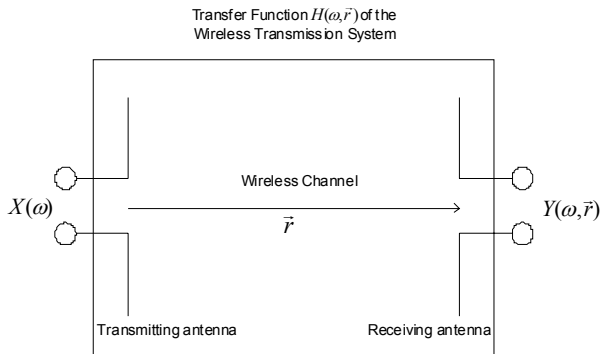 Transfer Function H(ω,r⃗) of the
Wireless Transmission System
Wireless Channel
X(ω)
r⃗
Y(ω,r⃗)
Transmitting antenna
Receiving antenna